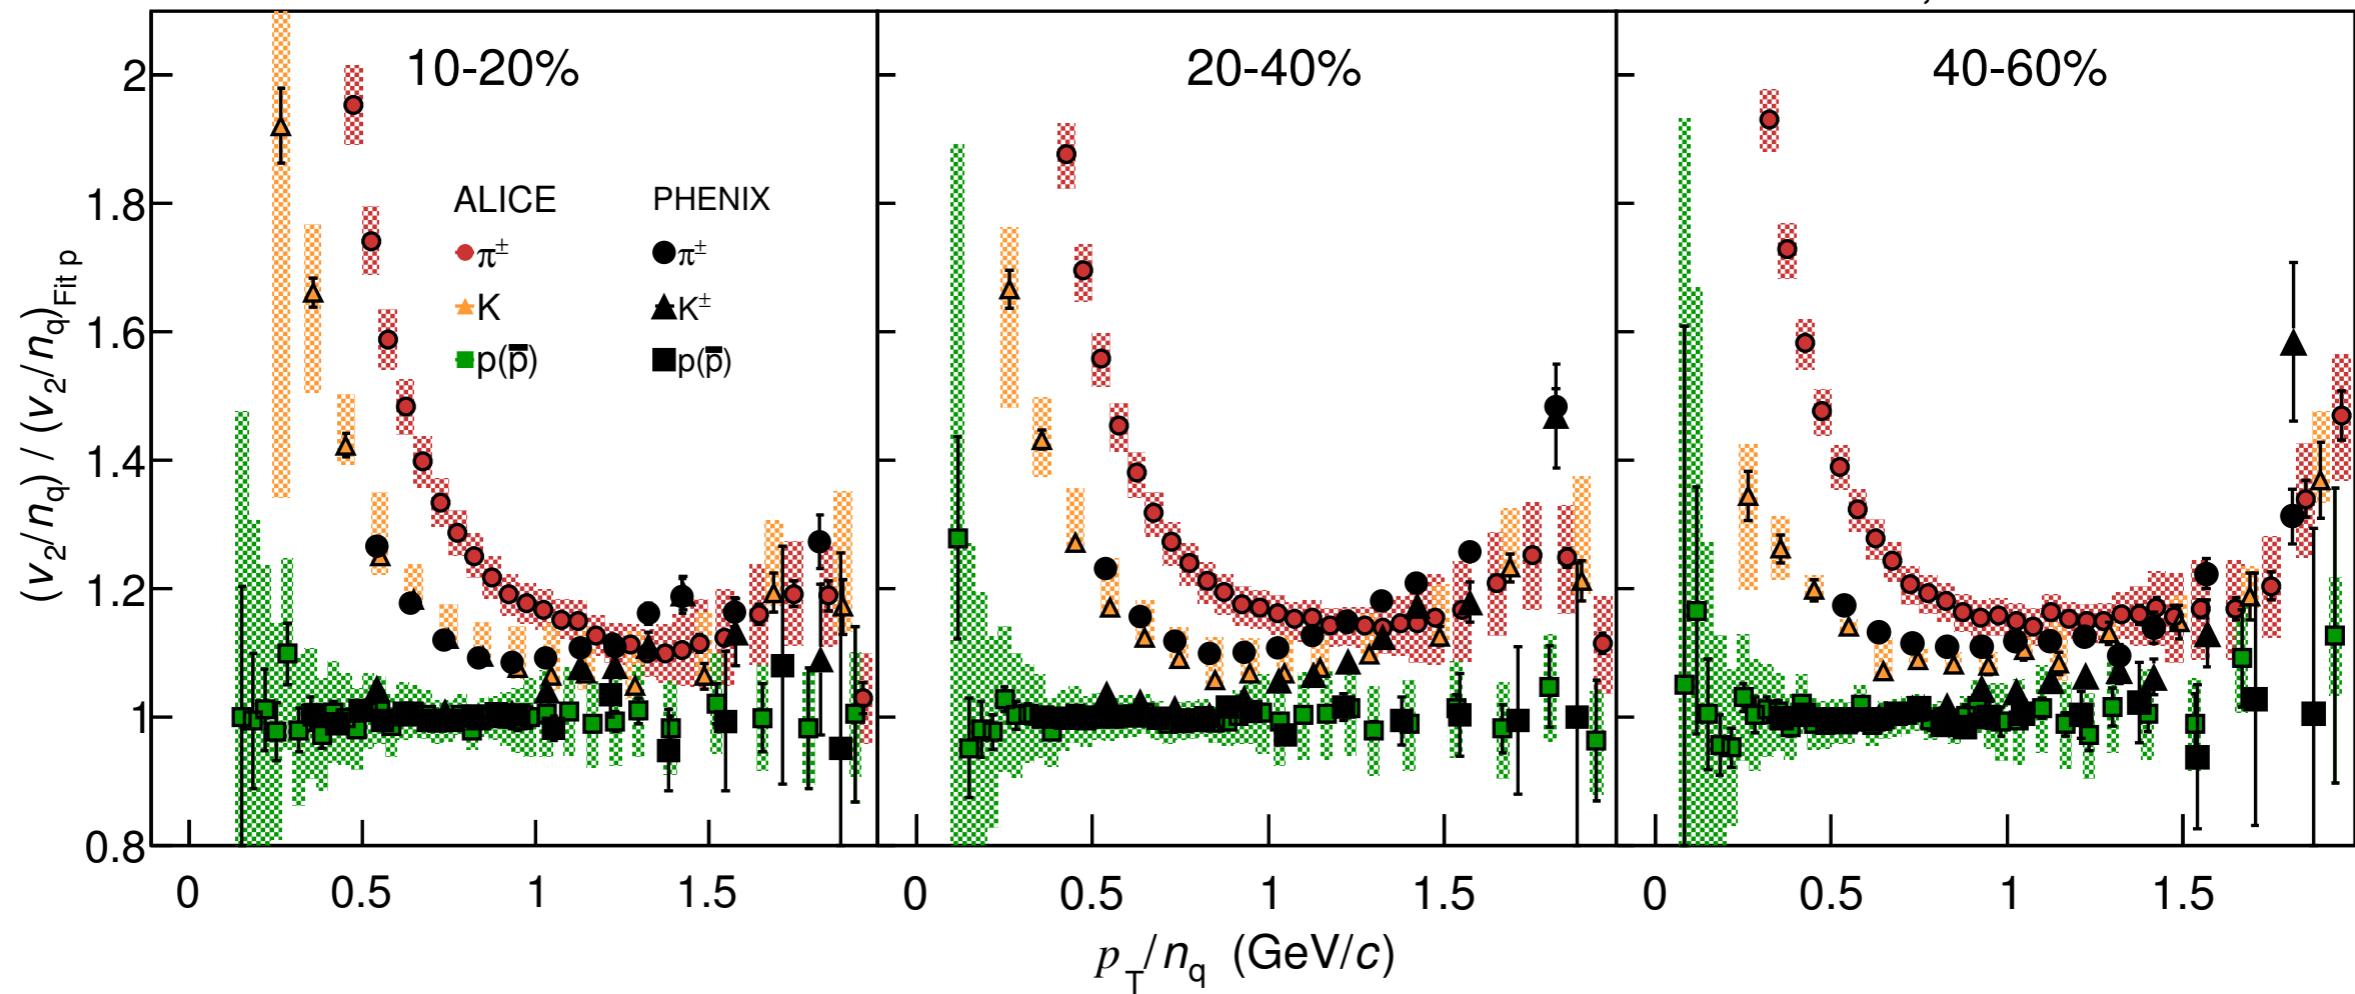 10-20% 20-40% 40-60%
(v2/nq) / (v2/nq)Fit p
2
1.8
1.6
1.4
1.2
1
0.8
ALICE PHENIX
π± π±
K K±
p(p̄) p(p̄)
0 0.5 1 1.5 0 0.5 1 1.5 0 0.5 1 1.5
pT/nq (GeV/c)